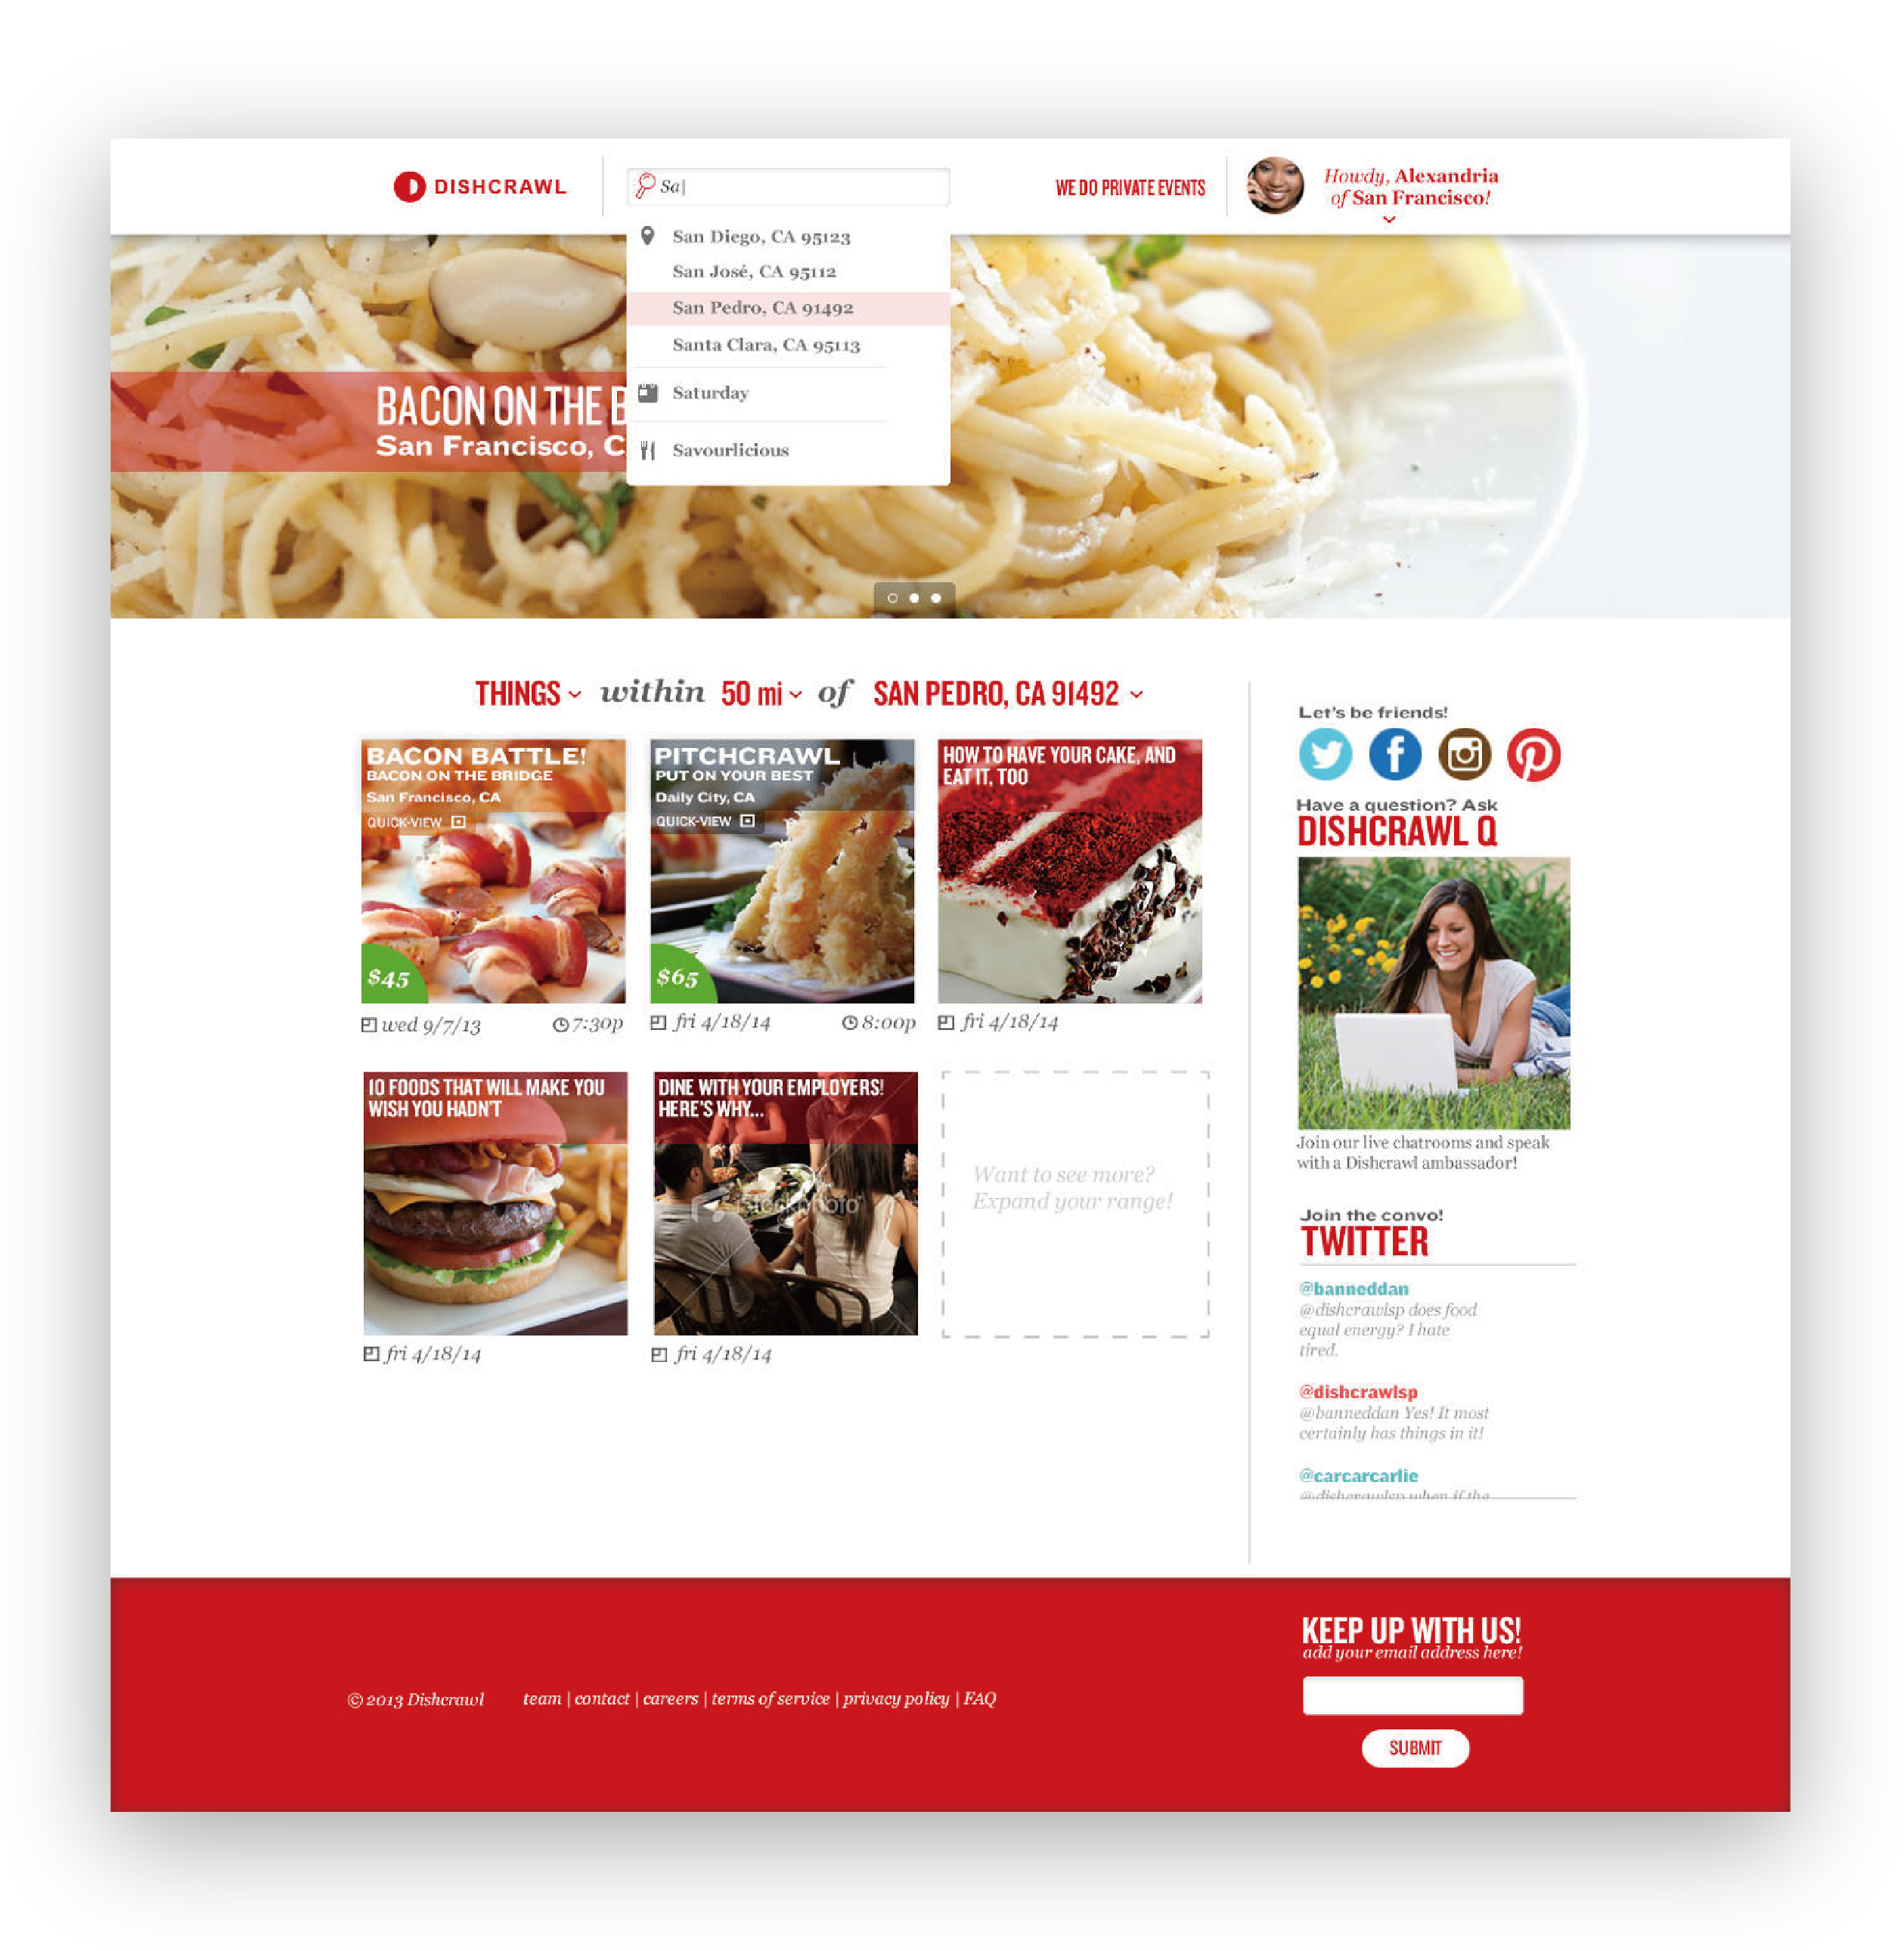 DISHCRAWL
Sa|
WE DO PRIVATE EVENTS
Howdy, Alexandria
of San Francisco!
San Diego, CA 95123
San José, CA 95112
San Pedro, CA 91492
Santa Clara, CA 95113
Saturday
Savourlicious
BACON ON THE B
San Francisco, C
THINGS within 50 mi of SAN PEDRO, CA 91492
BACON BATTLE!
BACON ON THE BRIDGE
San Francisco, CA
QUICK-VIEW
$45
wed 9/7/13 7:30p
PITCHCRAWL
PUT ON YOUR BEST
Daily City, CA
QUICK-VIEW
$65
fri 4/18/14 8:00p
HOW TO HAVE YOUR CAKE, AND
EAT IT, TOO
fri 4/18/14
10 FOODS THAT WILL MAKE YOU
WISH YOU HADN'T
fri 4/18/14
DINE WITH YOUR EMPLOYERS!
HERE'S WHY...
iStockphoto
fri 4/18/14
Want to see more?
Expand your range!
Let's be friends!
Have a question? Ask
DISHCRAWL Q
Join our live chatrooms and speak
with a Dishcrawl ambassador!
Join the convo!
TWITTER
@banneddan
@dishcrawlsp does food
equal energy? I hate
tired.
@dishcrawlsp
@banneddan Yes! It most
certainly has things in it!
@carcarcarlie
@dishcrawlsp when if the
© 2013 Dishcrawl
team | contact | careers | terms of service | privacy policy | FAQ
KEEP UP WITH US!
add your email address here!
SUBMIT